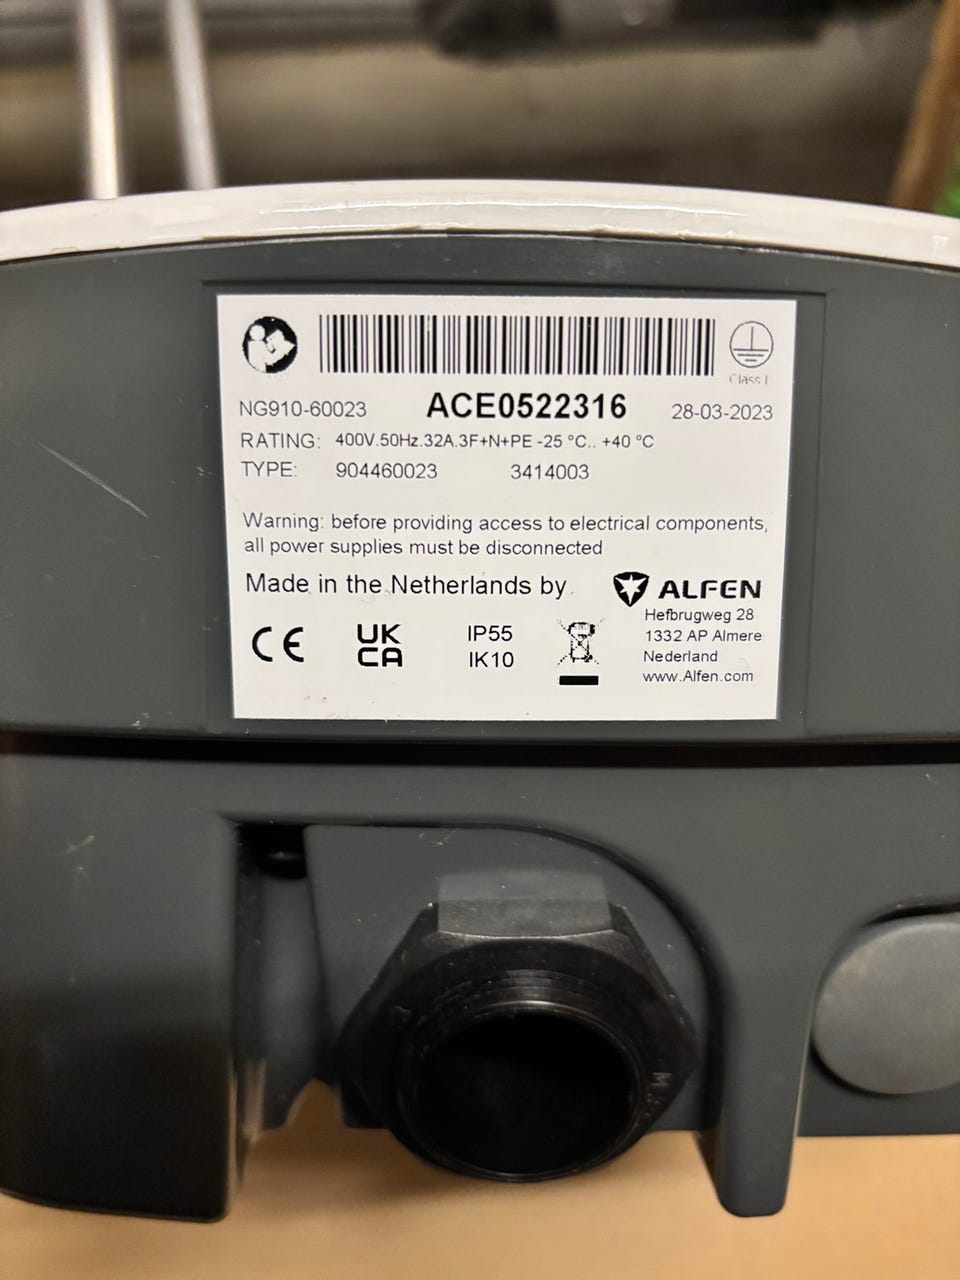 Class I
NG910-60023 ACE0522316 28-03-2023
RATING: 400V.50Hz.32A.3F+N+PE -25 °C.. +40 °C
TYPE: 904460023 3414003
Warning: before providing access to electrical components,
all power supplies must be disconnected
Made in the Netherlands by
ALFEN
Hefbrugweg 28
1332 AP Almere
Nederland
www.Alfen.com
CE
UK
CA
IP55
IK10